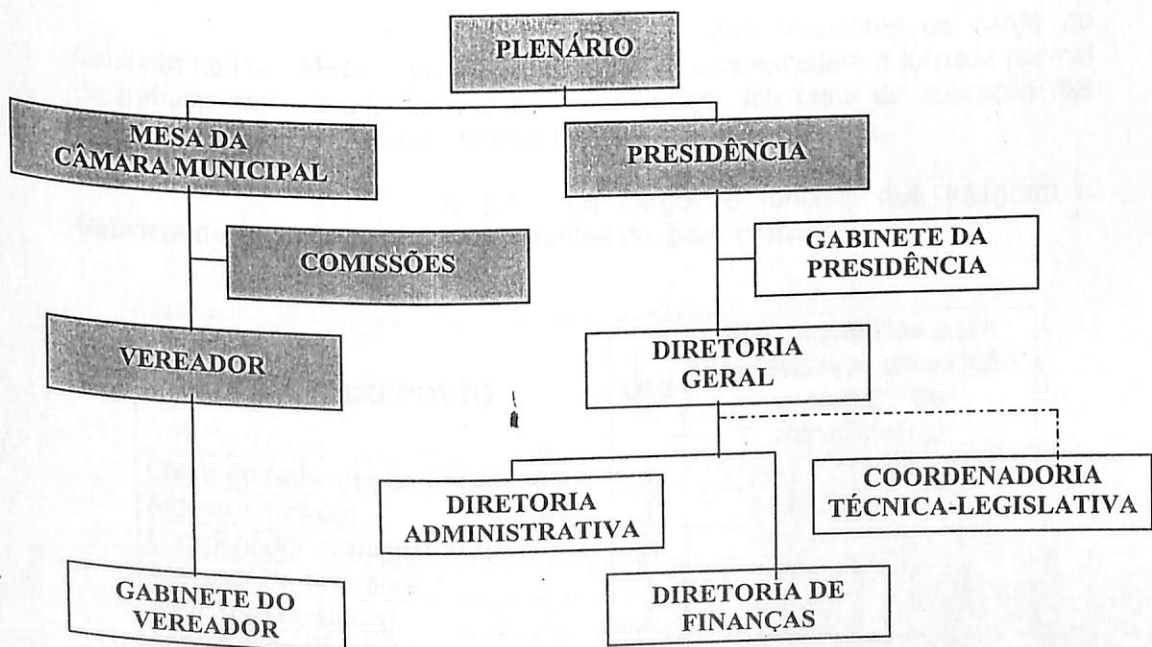 PLENÁRIO
MESA DA
CÂMARA MUNICIPAL
PRESIDÊNCIA
COMISSÕES
GABINETE DA
PRESIDÊNCIA
VEREADOR
DIRETORIA
GERAL
DIRETORIA
ADMINISTRATIVA
COORDENADORIA
TÉCNICA-LEGISLATIVA
GABINETE DO
VEREADOR
DIRETORIA DE
FINANÇAS